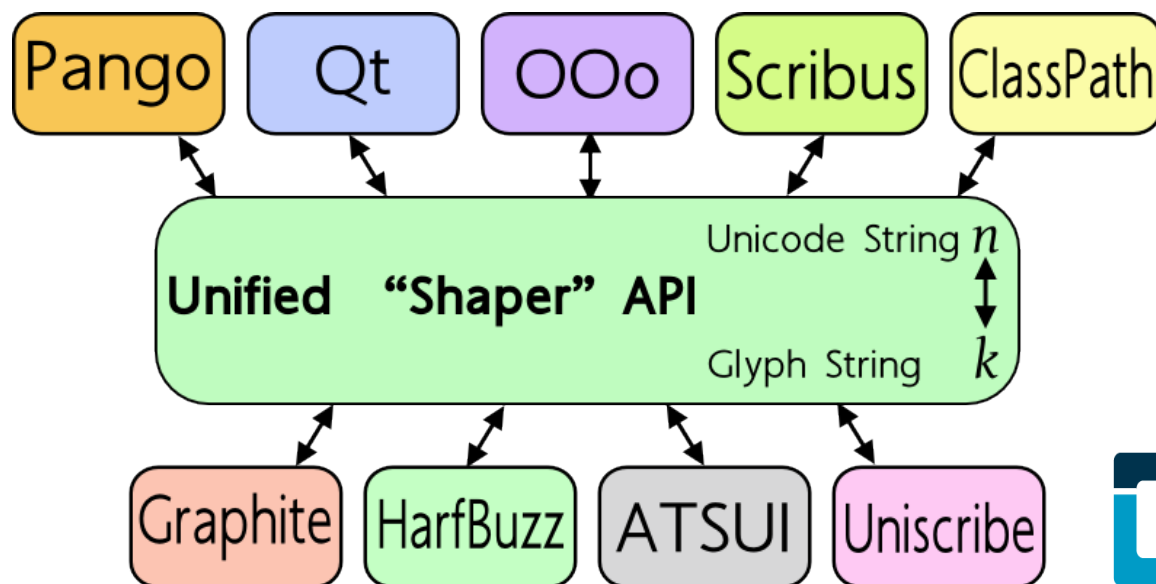 Pango Qt OOo Scribus ClassPath
Unicode String n
Unified “Shaper” API
Glyph String k
Graphite HarfBuzz ATSUI Uniscribe